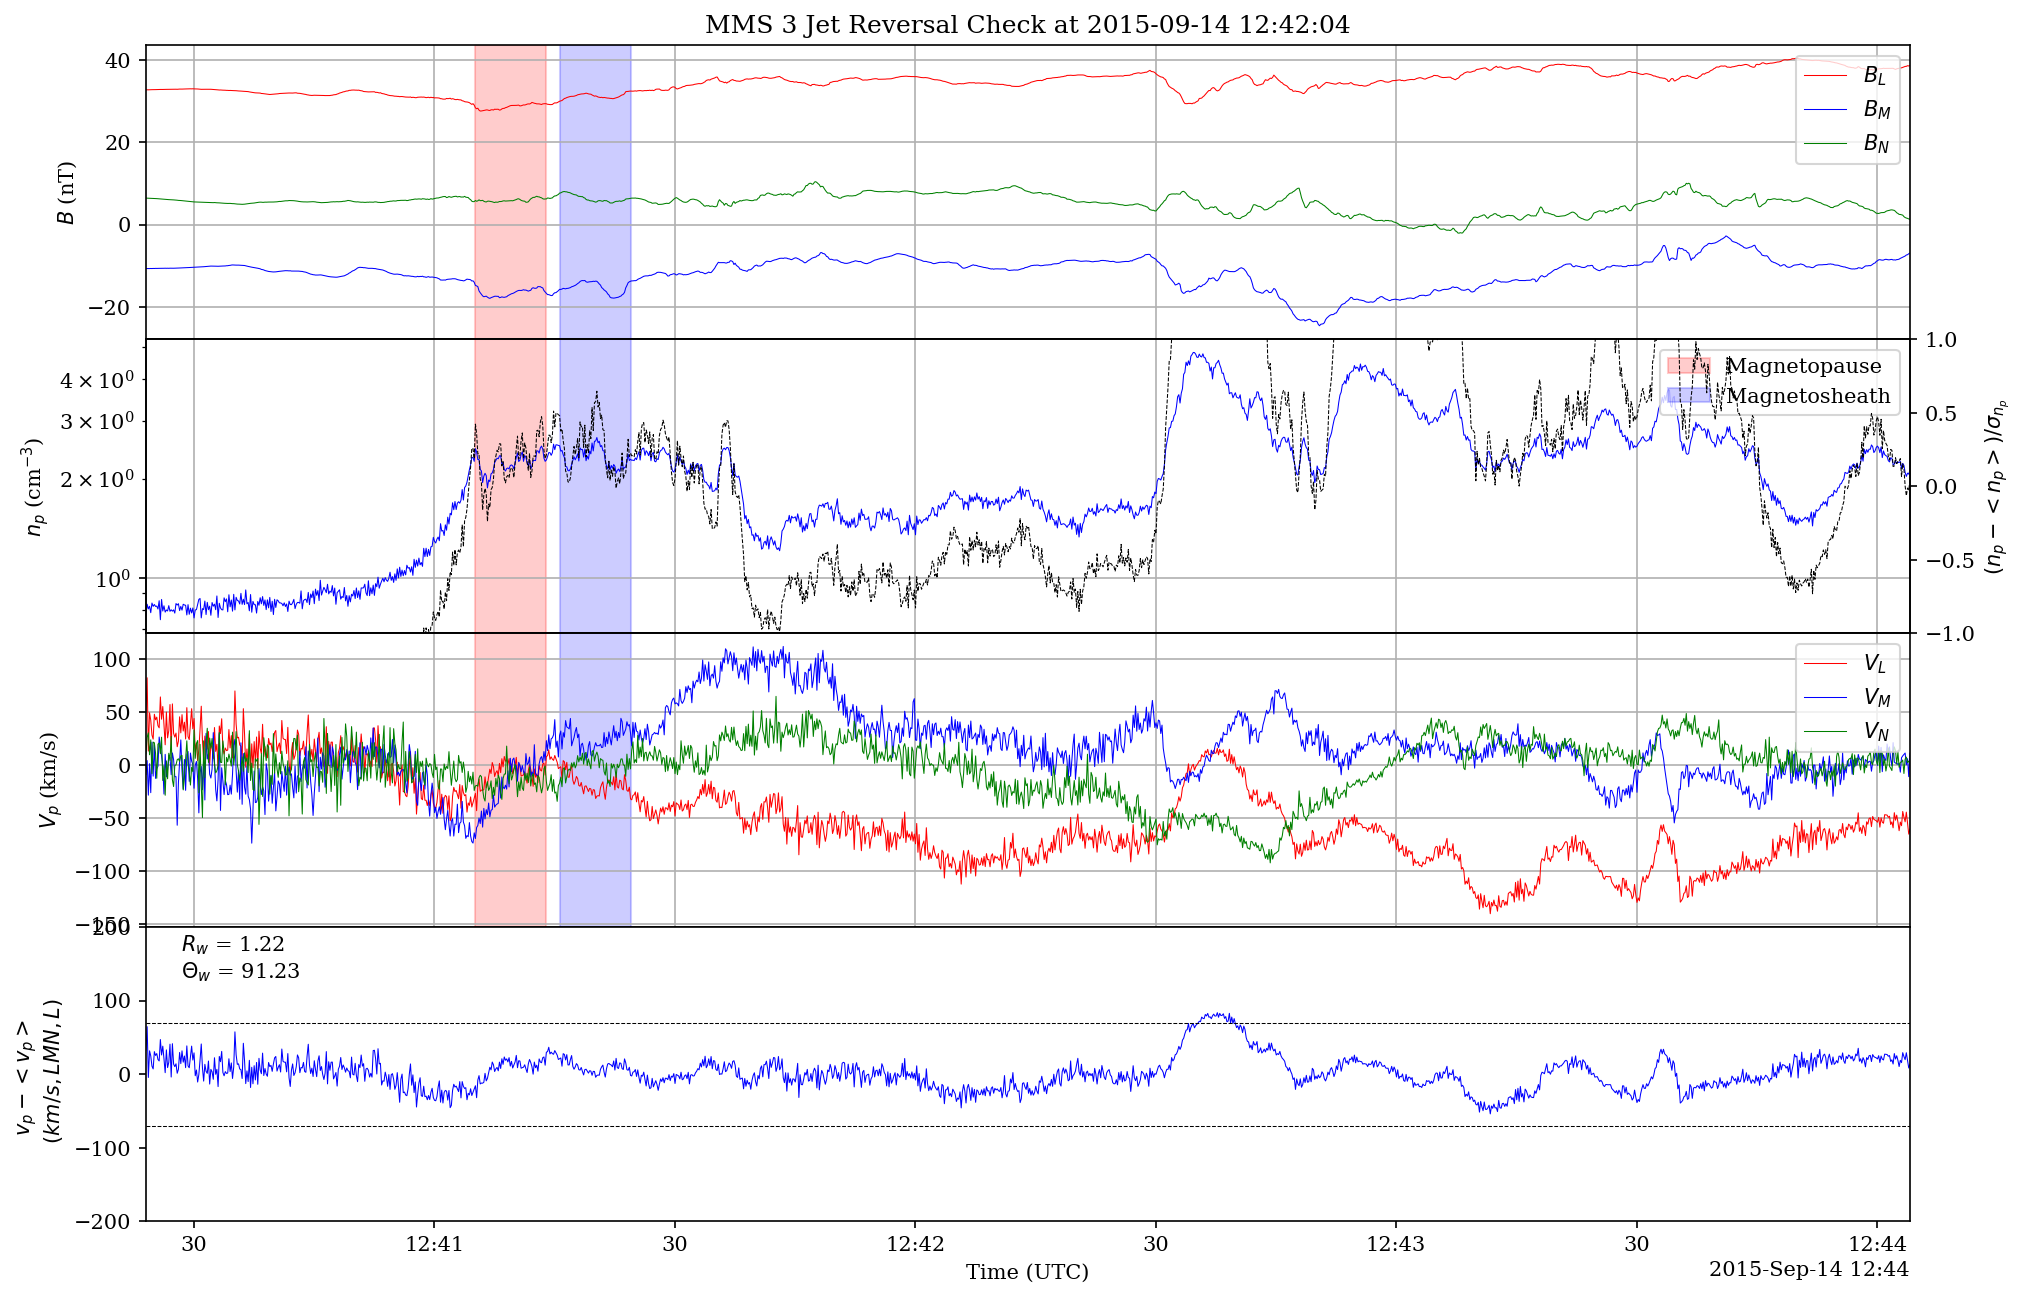 MMS 3 Jet Reversal Check at 2015-09-14 12:42:04
40
20
0
−20
B (nT)
B_L
B_M
B_N
4 × 10^0
3 × 10^0
2 × 10^0
10^0
n_p (cm^−3)
Magnetopause
Magnetosheath
1.0
0.5
0.0
−0.5
−1.0
(n_p − < n_p >)/σ_{n_p}
100
50
0
−50
−100
−150
V_p (km/s)
V_L
V_M
V_N
200
100
0
−100
−200
v_p − < v_p >
(km/s, LMN, L)
R_w = 1.22
Θ_w = 91.23
30 12:41 30 12:42 30 12:43 30 12:44
Time (UTC)
2015-Sep-14 12:44